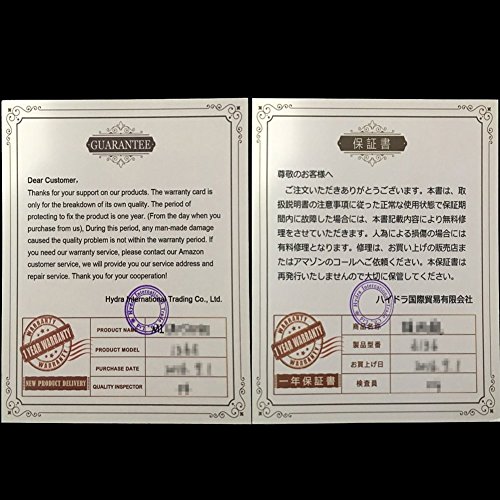 GUARANTEE
Dear Customer,
Thanks for your support on our products. The warranty card is
only for the breakdown of its own quality. The period of
protecting to fix the product is one year. (From the day when you
purchase from us), During this period, any man-made damage
caused the quality problem is not within the warranty period. If
you need our warranty service, please contact our Amazon
customer service, we will provide you our service address and
repair service. Thank you for your cooperation!
Hydra International Trading Co., Ltd.
WARRANTY
1 YEAR WARRANTY
WARRANTY
NEW PRODUCT DELIVERY
PRODUCT NAME
PRODUCT MODEL
PURCHASE DATE
QUALITY INSPECTOR
保証書
尊敬のお客様へ
ご注文いただきありがとうございます。本書は、取
扱説明書の注意事項に従った正常な使用状態で保証期
間内に故障した場合には、本書記載内容により無料修
理をさせていただきます。人為による損傷の場合には
有料修理となります。修理は、お買い上げの販売店ま
たはアマゾンのコールへご依頼ください。本保証書は
再発行いたしませんので大切に保管してください。
ハイドラ国際貿易有限会社
WARRANTY
1 YEAR WARRANTY
WARRANTY
一年保証書
商品名称
製品型番
お買上げ日
検査員